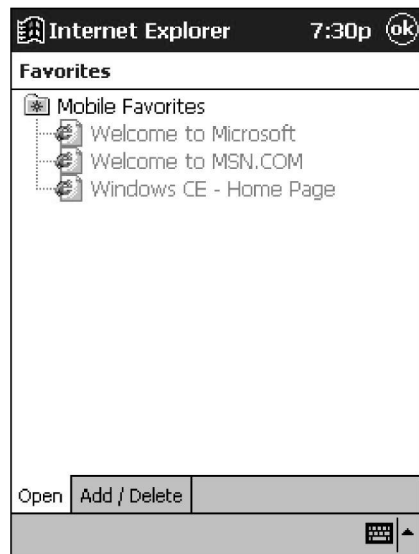 Internet Explorer 7:30p ok
Favorites
Mobile Favorites
Welcome to Microsoft
Welcome to MSN.COM
Windows CE - Home Page
Open Add / Delete